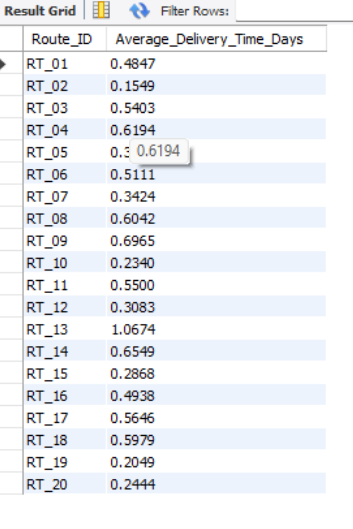 Result Grid Filter Rows:
Route_ID Average_Delivery_Time_Days
RT_01 0.4847
RT_02 0.1549
RT_03 0.5403
RT_04 0.6194
RT_05 0.3
0.6194
RT_06 0.5111
RT_07 0.3424
RT_08 0.6042
RT_09 0.6965
RT_10 0.2340
RT_11 0.5500
RT_12 0.3083
RT_13 1.0674
RT_14 0.6549
RT_15 0.2868
RT_16 0.4938
RT_17 0.5646
RT_18 0.5979
RT_19 0.2049
RT_20 0.2444